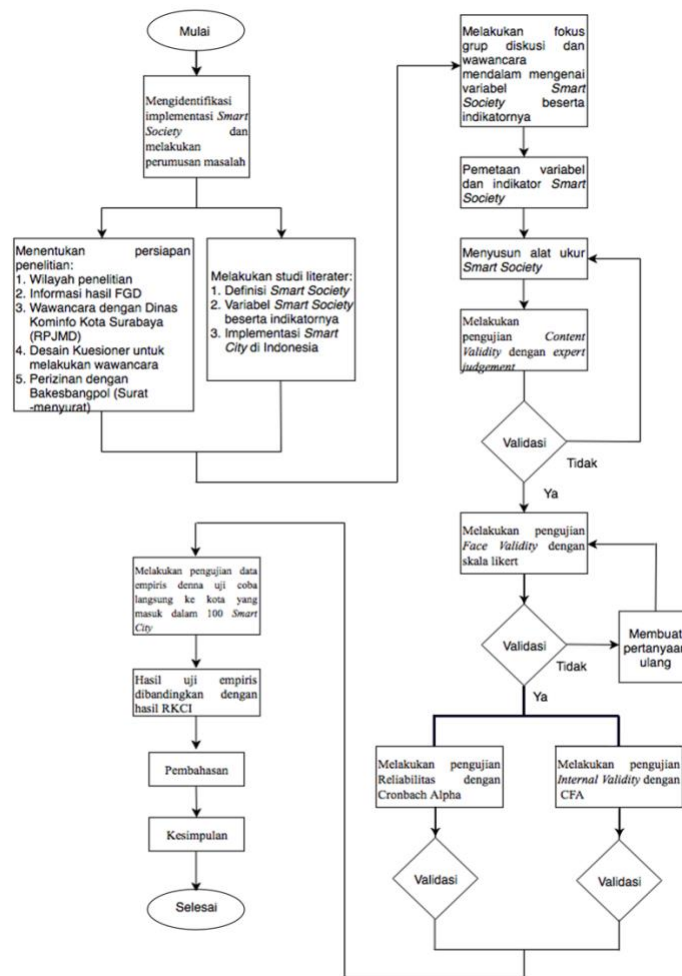 Mulai
Mengidentifikasi
implementasi Smart
Society dan
melakukan
perumusan masalah
Menentukan persiapan
penelitian:
1. Wilayah penelitian
2. Informasi hasil FGD
3. Wawancara dengan Dinas
Kominfo Kota Surabaya
(RPJMD)
4. Desain Kuesioner untuk
melakukan wawancara
5. Perizinan dengan
Bakesbangpol (Surat
-menyurat)
Melakukan studi literater:
1. Definisi Smart Society
2. Variabel Smart Society
beserta indikatornya
3. Implementasi Smart
City di Indonesia
Melakukan fokus
grup diskusi dan
wawancara
mendalam mengenai
variabel Smart
Society beserta
indikatornya
Pemetaan variabel
dan indikator Smart
Society
Menyusun alat ukur
Smart Society
Melakukan
pengujian Content
Validity dengan expert
judgement
Validasi
Tidak
Ya
Melakukan pengujian
Face Validity dengan
skala likert
Validasi
Tidak
Membuat
pertanyaan
ulang
Ya
Melakukan pengujian
Reliabilitas dengan
Cronbach Alpha
Melakukan pengujian
Internal Validity dengan
CFA
Validasi
Validasi
Melakukan pengujian data
empiris denna uji coba
langsung ke kota yang
masuk dalam 100 Smart
City
Hasil uji empiris
dibandingkan dengan
hasil RKCI
Pembahasan
Kesimpulan
Selesai